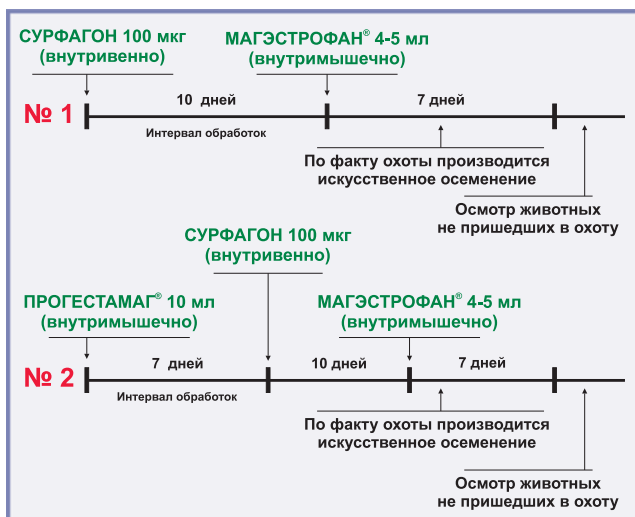 СУРФАГОН 100 мкг
(внутривенно)
МАГЭСТРОФАН® 4-5 мл
(внутримышечно)
№ 1
10 дней
7 дней
Интервал обработок
По факту охоты производится
искусственное осеменение
Осмотр животных
не пришедших в охоту
СУРФАГОН 100 мкг
(внутривенно)
ПРОГЕСТАМАГ® 10 мл
(внутримышечно)
МАГЭСТРОФАН® 4-5 мл
(внутримышечно)
№ 2
7 дней
10 дней
7 дней
Интервал обработок
По факту охоты производится
искусственное осеменение
Осмотр животных
не пришедших в охоту